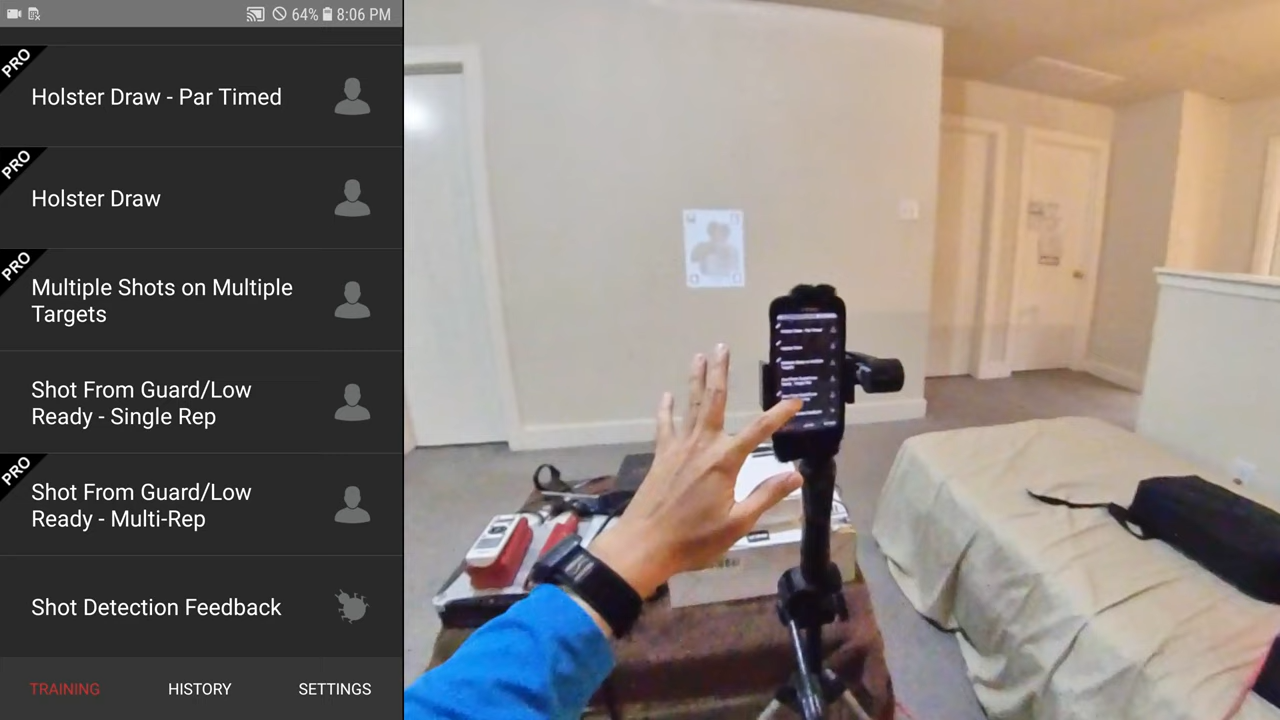 64% 8:06 PM
PRO
Holster Draw - Par Timed
PRO
Holster Draw
PRO
Multiple Shots on Multiple
Targets
Shot From Guard/Low
Ready - Single Rep
PRO
Shot From Guard/Low
Ready - Multi-Rep
Shot Detection Feedback
TRAINING
HISTORY
SETTINGS